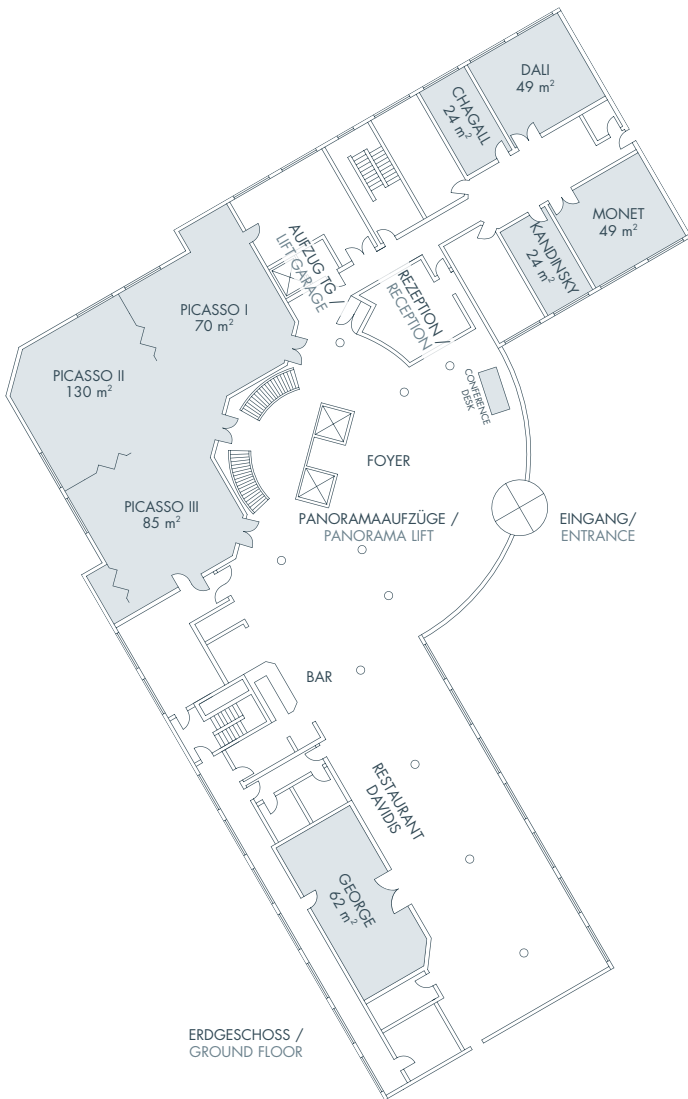 DALI
49 m²
CHAGALL
24 m²
MONET
49 m²
KANDINSKY
24 m²
AUFZUG TG /
LIFT GARAGE
REZEPTION /
RECEPTION
PICASSO I
70 m²
PICASSO II
130 m²
CONFERENCE
DESK
FOYER
PICASSO III
85 m²
PANORAMAAUFZÜGE /
PANORAMA LIFT
EINGANG/
ENTRANCE
BAR
RESTAURANT
DAVIDIS
GEORGE
62 m²
ERDGESCHOSS /
GROUND FLOOR